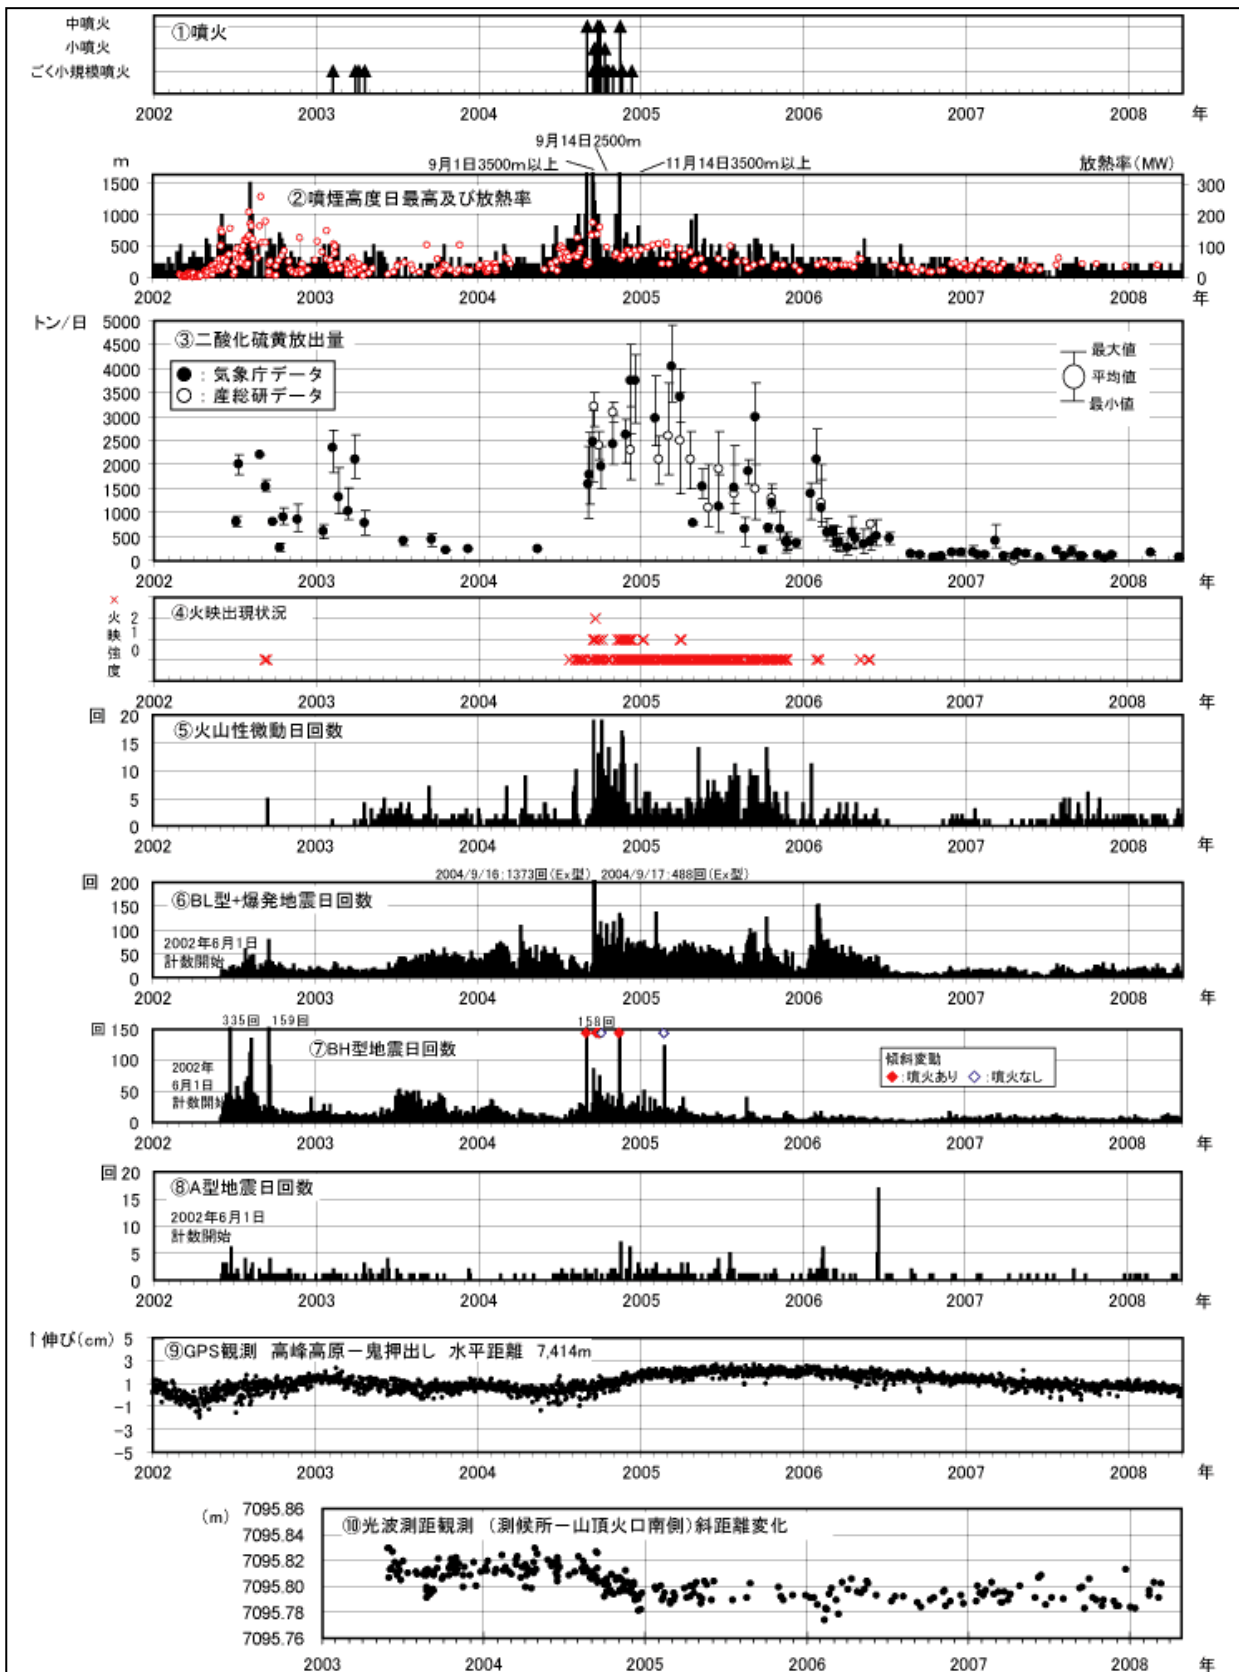 中噴火
小噴火
ごく小規模噴火
①噴火
2002 2003 2004 2005 2006 2007 2008 年
9月14日2500m
9月1日3500m以上
11月14日3500m以上
m
放熱率(MW)
②噴煙高度日最高及び放熱率
1500
1000
500
0
300
200
100
0
2002 2003 2004 2005 2006 2007 2008 年
トン/日
③二酸化硫黄放出量
●:気象庁データ
○:産総研データ
最大値
平均値
最小値
5000
4500
4000
3500
3000
2500
2000
1500
1000
500
0
2002 2003 2004 2005 2006 2007 2008 年
×火映強度
④火映出現状況
2
1
0
2002 2003 2004 2005 2006 2007 2008 年
回
⑤火山性微動日回数
20
15
10
5
0
2002 2003 2004 2005 2006 2007 2008 年
2004/9/16:1373回(Ex型) 2004/9/17:488回(Ex型)
回
⑥BL型+爆発地震日回数
2002年6月1日
計数開始
200
150
100
50
0
2002 2003 2004 2005 2006 2007 2008 年
335回 159回
158回
回
⑦BH型地震日回数
2002年
6月1日
計数開始
傾斜変動
◆:噴火あり ◇:噴火なし
150
100
50
0
2002 2003 2004 2005 2006 2007 2008 年
回
⑧A型地震日回数
2002年6月1日
計数開始
20
15
10
5
0
2002 2003 2004 2005 2006 2007 2008 年
↑伸び(cm)
⑨GPS観測 高峰高原-鬼押出し 水平距離 7,414m
5
3
1
-1
-3
-5
2002 2003 2004 2005 2006 2007 2008 年
(m)
⑩光波測距観測 (測候所-山頂火口南側)斜距離変化
7095.86
7095.84
7095.82
7095.80
7095.78
7095.76
2003 2004 2005 2006 2007 2008 年